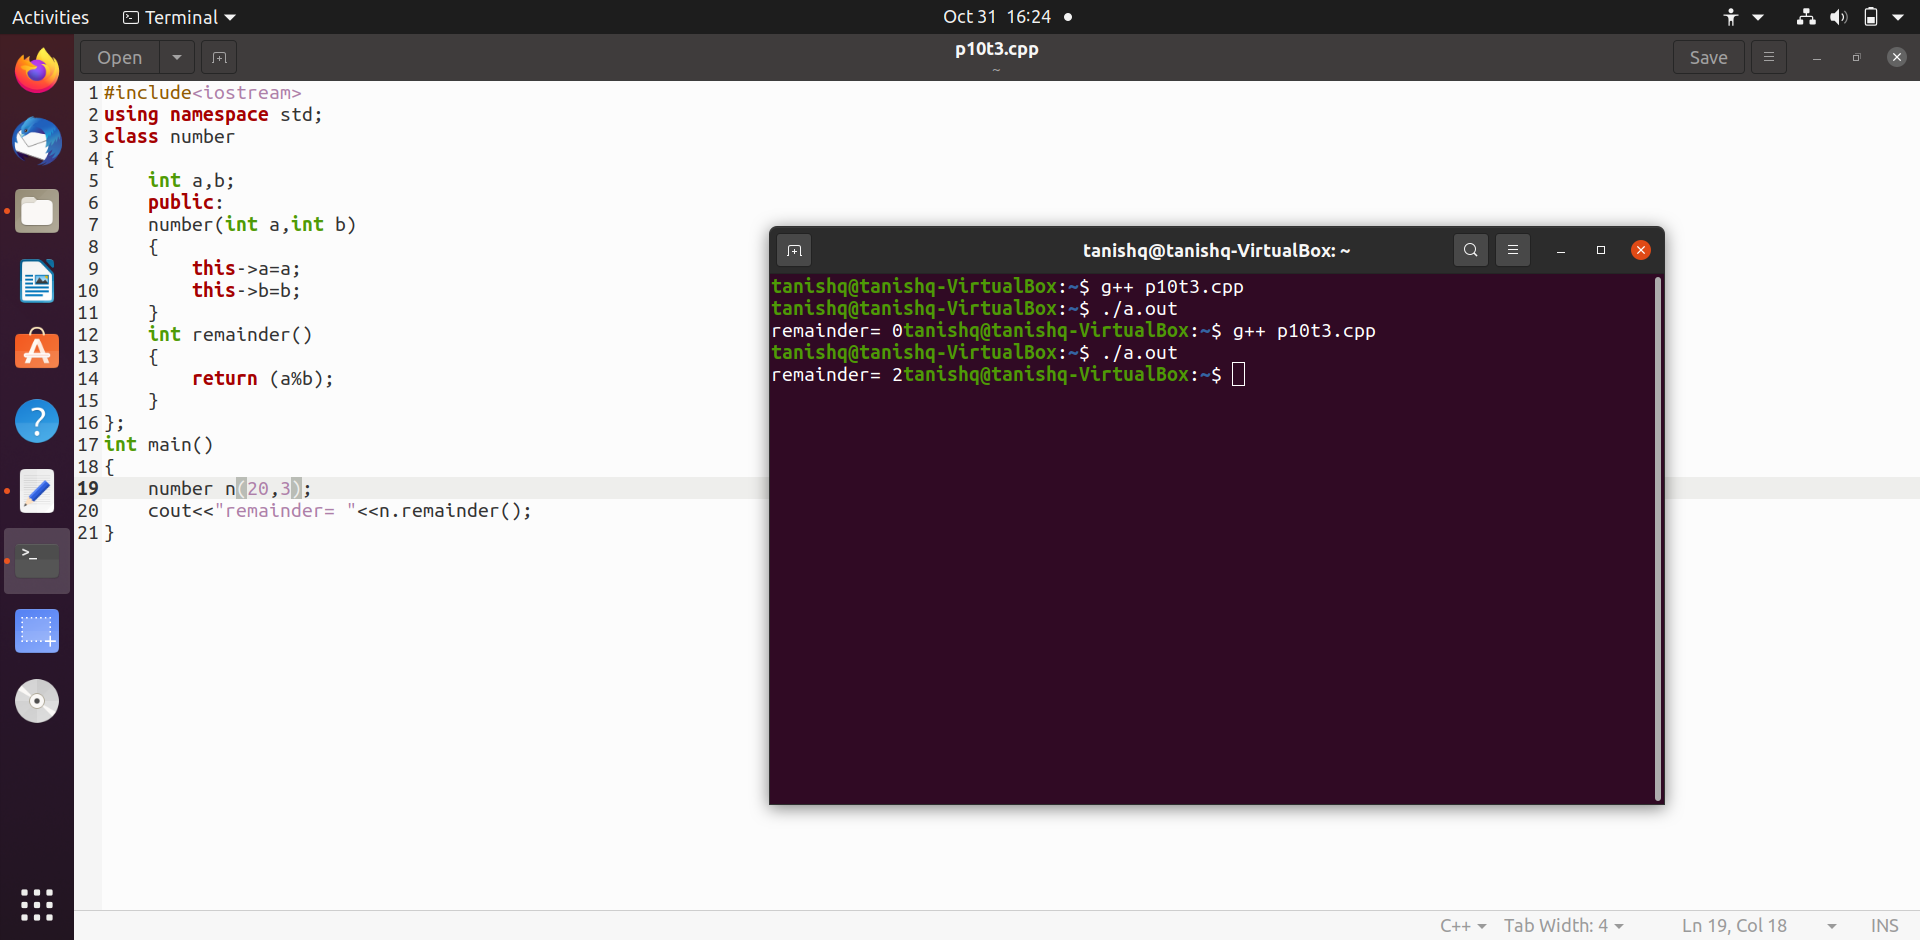 Activities Terminal Oct 31 16:24
Open p10t3.cpp Save
~
1 #include<iostream>
2 using namespace std;
3 class number
4 {
5     int a,b;
6     public:
7     number(int a,int b)
8     {
9         this->a=a;
10         this->b=b;
11     }
12     int remainder()
13     {
14         return (a%b);
15     }
16 };
17 int main()
18 {
19     number n(20,3);
20     cout<<"remainder= "<<n.remainder();
21 }
tanishq@tanishq-VirtualBox: ~
tanishq@tanishq-VirtualBox:~$ g++ p10t3.cpp
tanishq@tanishq-VirtualBox:~$ ./a.out
remainder= 0tanishq@tanishq-VirtualBox:~$ g++ p10t3.cpp
tanishq@tanishq-VirtualBox:~$ ./a.out
remainder= 2tanishq@tanishq-VirtualBox:~$
C++ Tab Width: 4 Ln 19, Col 18 INS